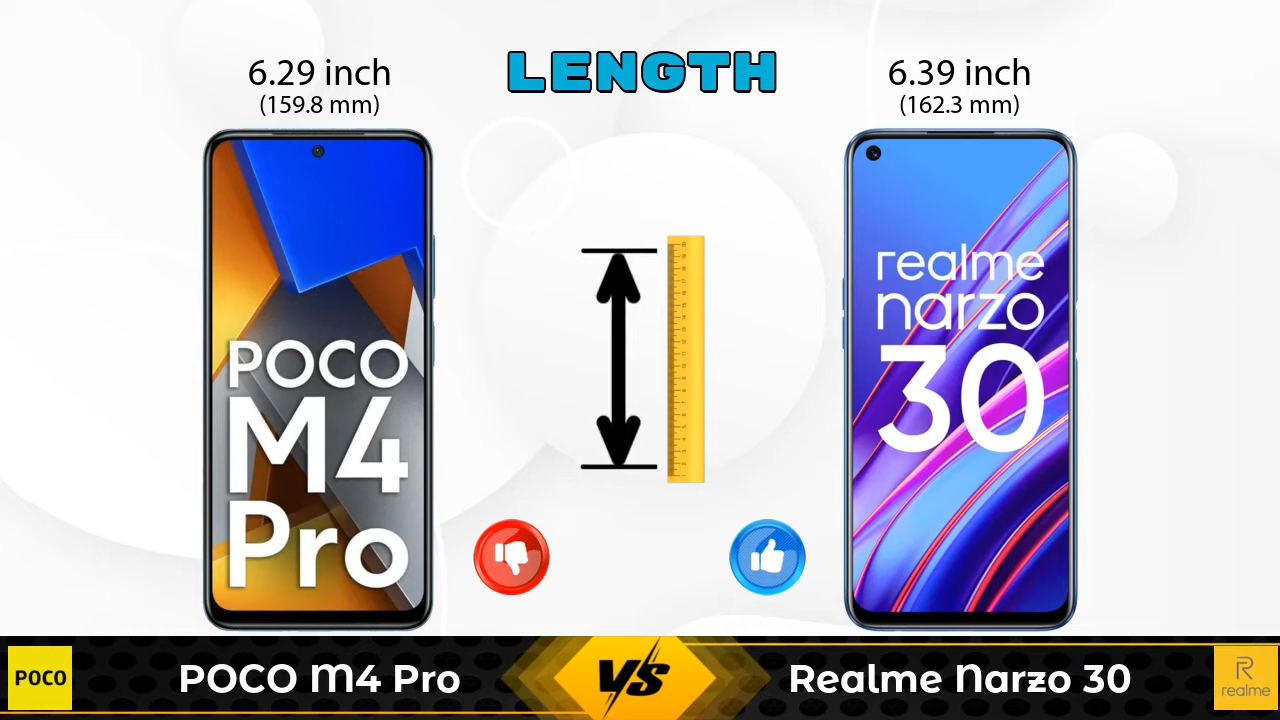 LENGTH
6.29 inch
(159.8 mm)
6.39 inch
(162.3 mm)
POCO
M4
Pro
realme
narzo
30
POCO
POCO M4 Pro
VS
Realme Narzo 30
R
realme